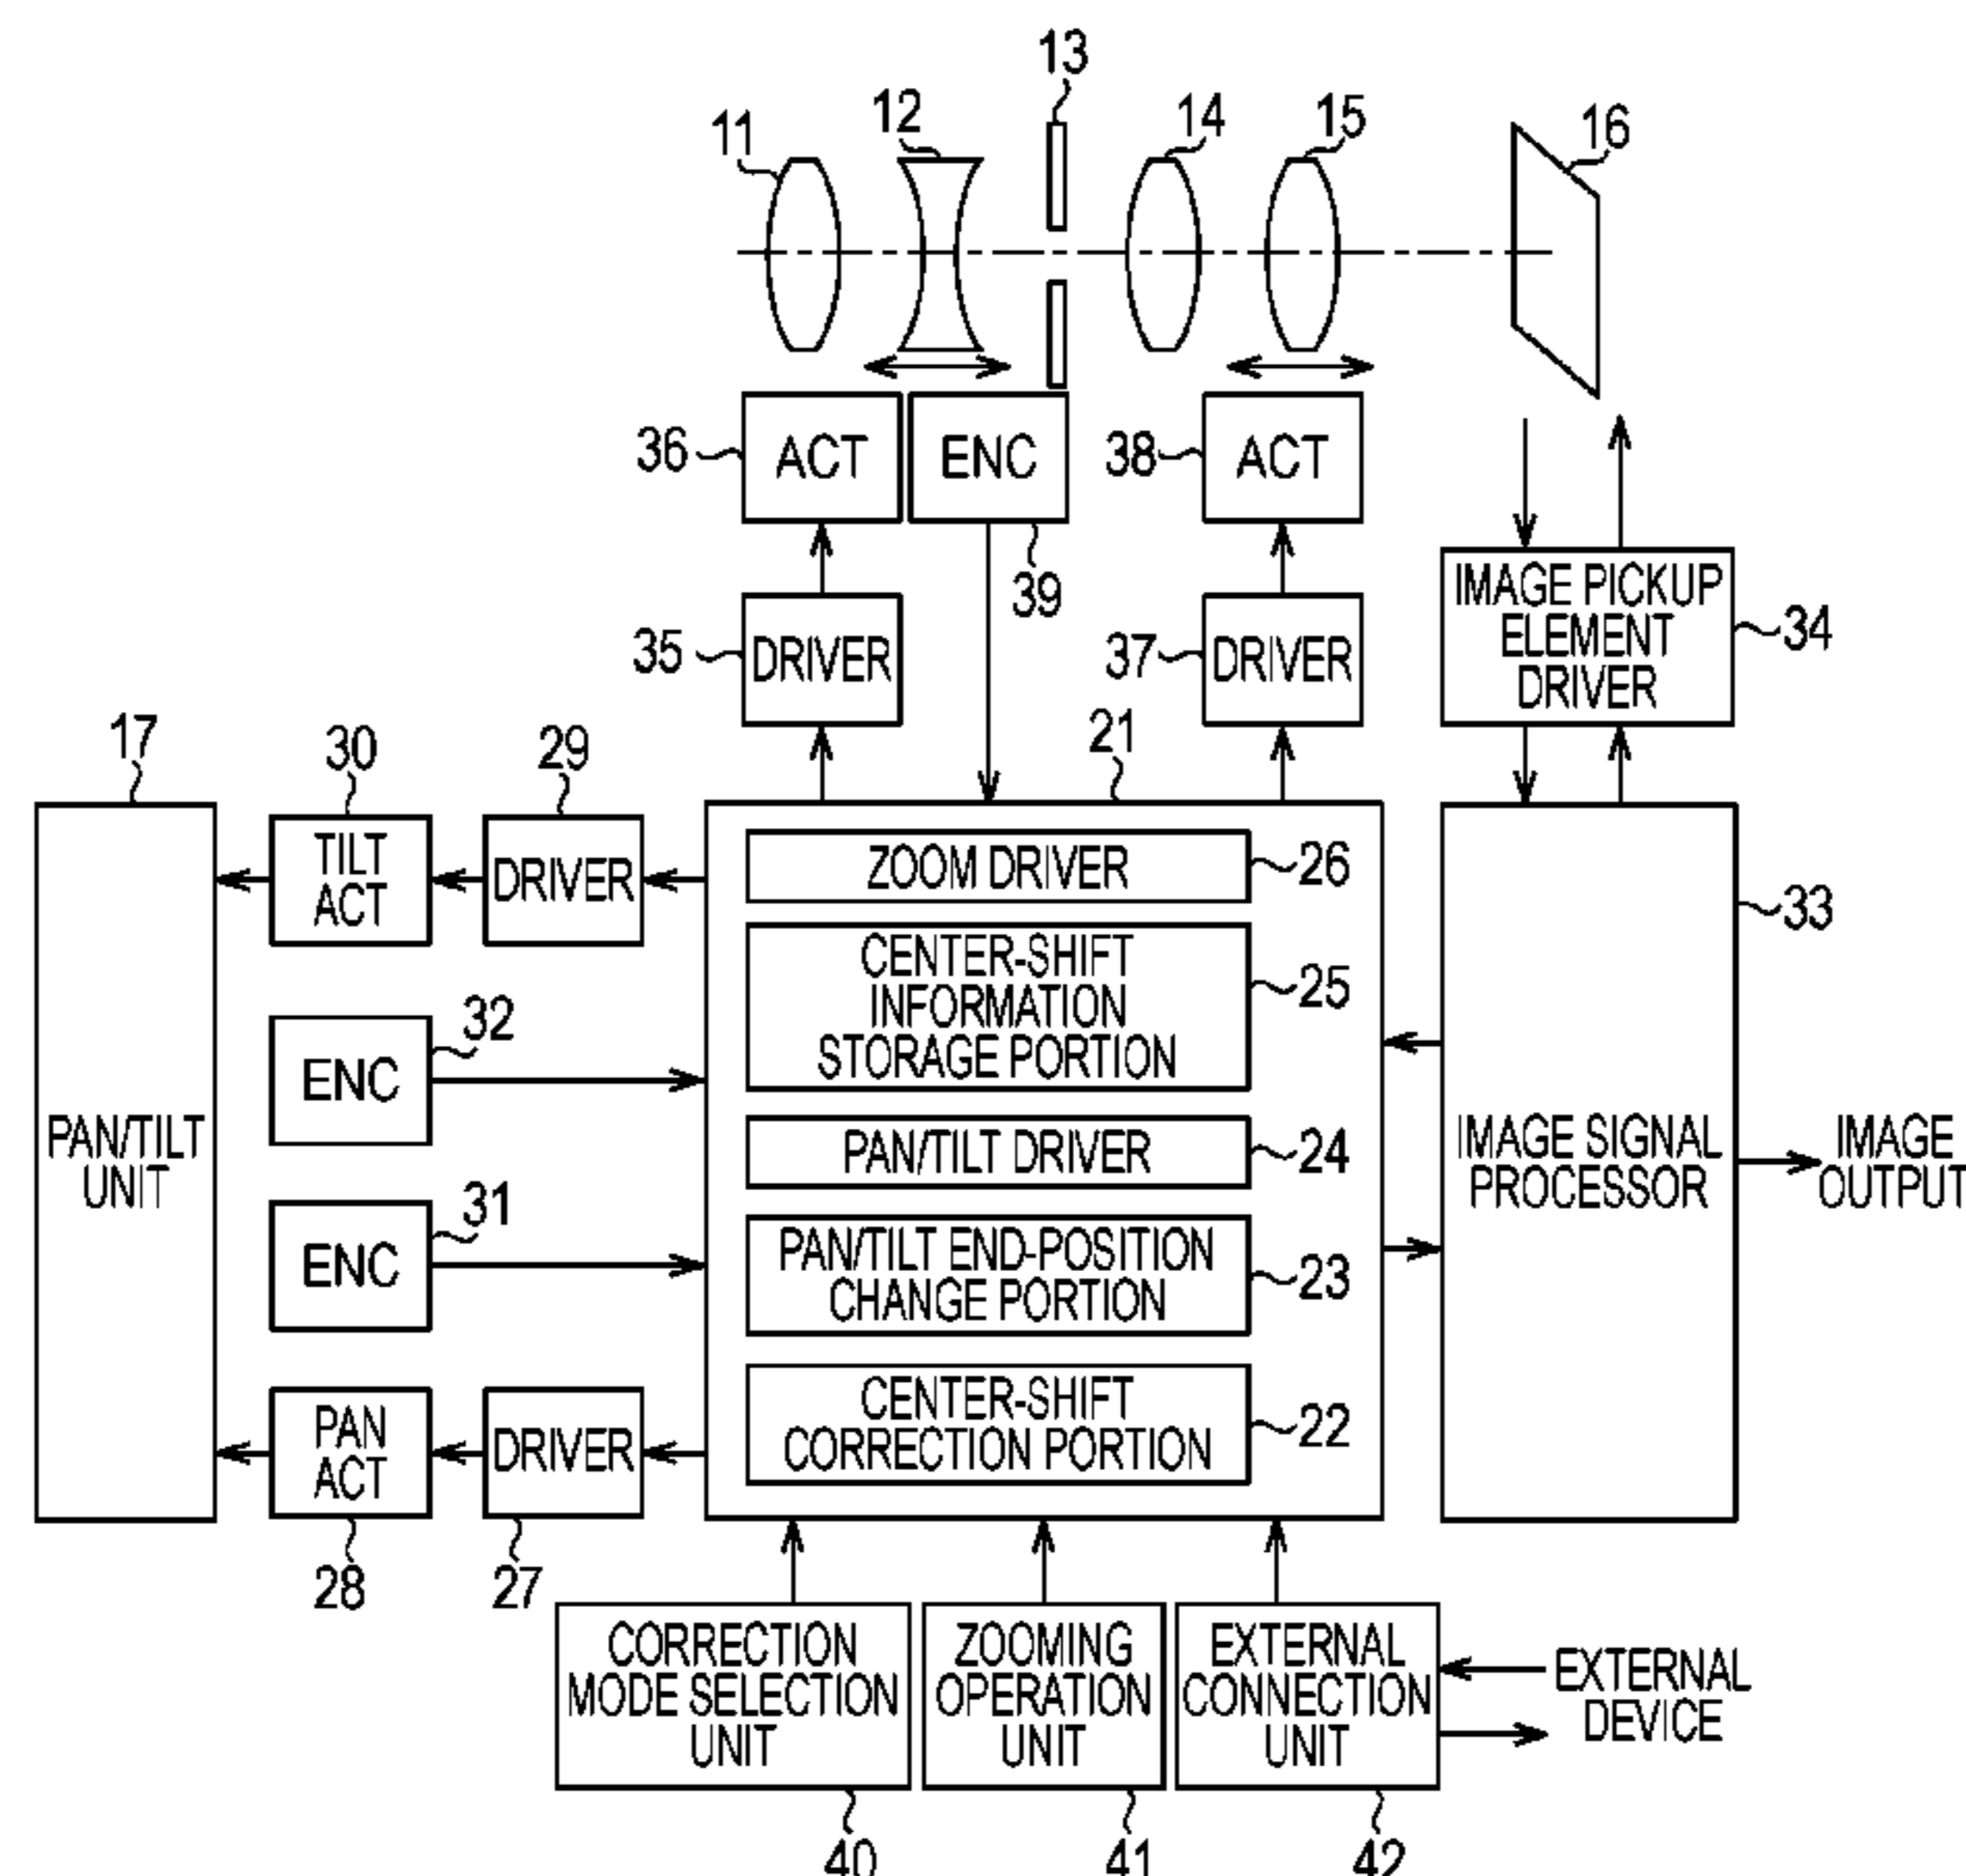 13
12
14
15
11
16
36
ACT
ENC
38
ACT
39
IMAGE PICKUP
ELEMENT
DRIVER
34
35
DRIVER
37
DRIVER
17
30
29
21
TILT
ACT
DRIVER
ZOOM DRIVER
26
33
CENTER-SHIFT
INFORMATION
STORAGE PORTION
25
32
ENC
PAN/TILT
UNIT
PAN/TILT DRIVER
24
IMAGE SIGNAL
PROCESSOR
IMAGE
OUTPUT
31
ENC
PAN/TILT END-POSITION
CHANGE PORTION
23
PAN
ACT
DRIVER
CENTER-SHIFT
CORRECTION PORTION
22
28
27
CORRECTION
MODE SELECTION
UNIT
ZOOMING
OPERATION
UNIT
EXTERNAL
CONNECTION
UNIT
EXTERNAL
DEVICE
40
41
42